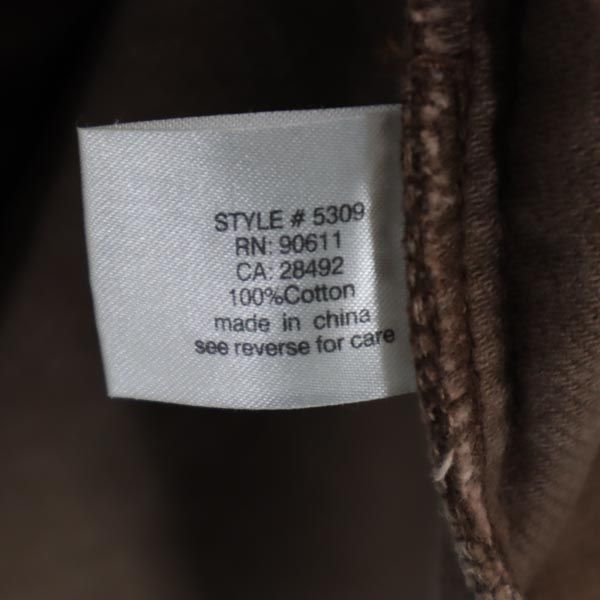 STYLE # 5309
RN: 90611
CA: 28492
100%Cotton
made in china
see reverse for care